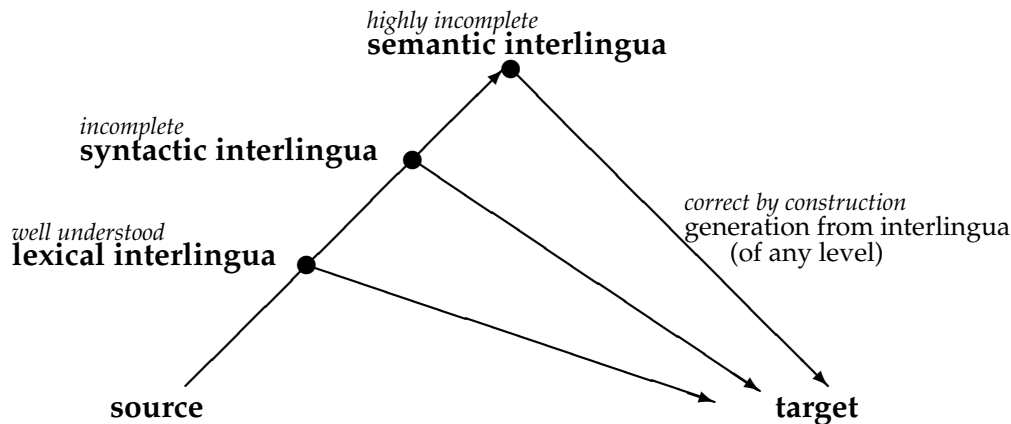 highly incomplete
semantic interlingua
incomplete
syntactic interlingua
well understood
lexical interlingua
correct by construction
generation from interlingua
(of any level)
source
target